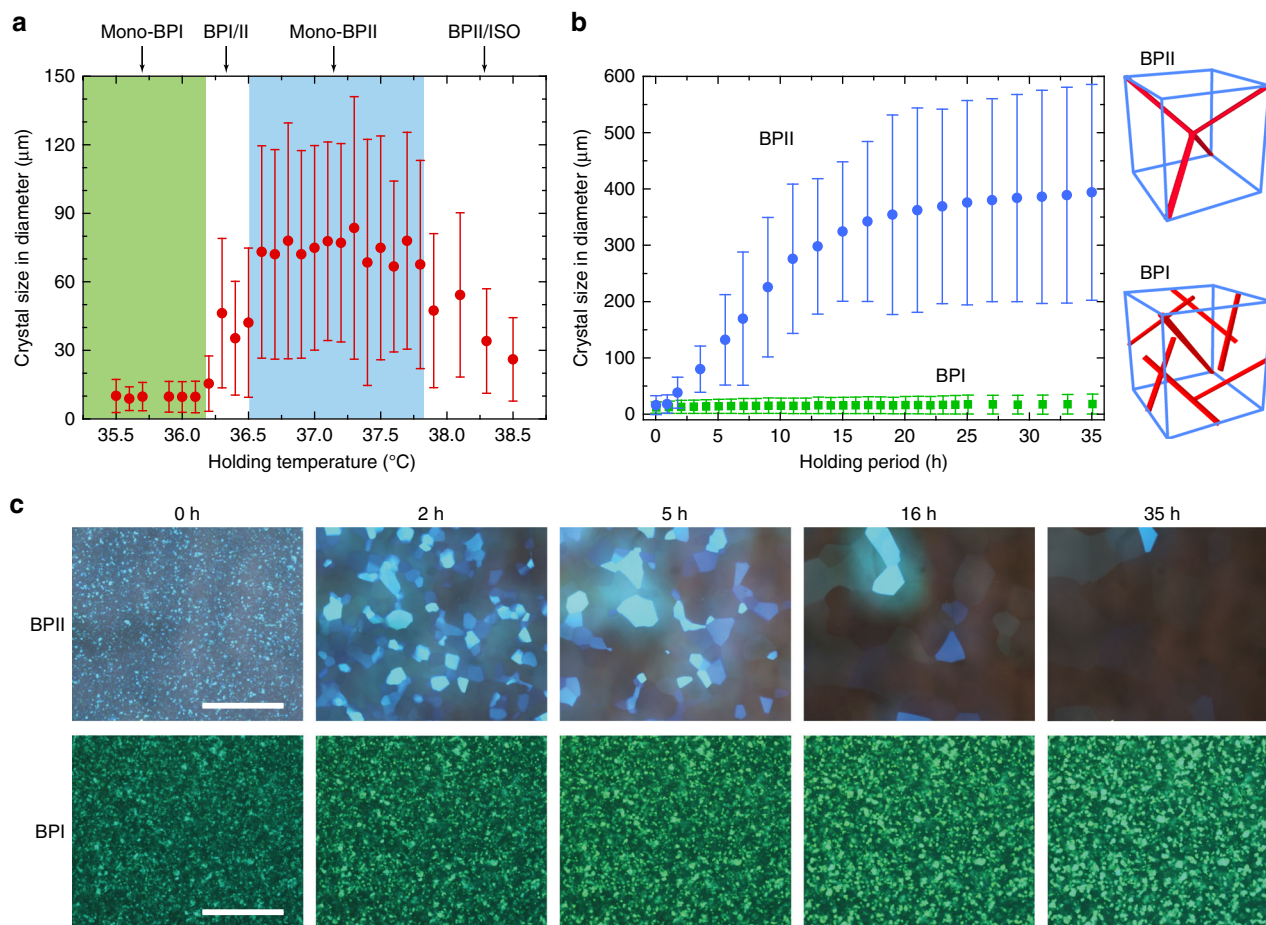 a
Mono-BPI BPI/II Mono-BPII BPII/ISO
150
120
90
60
30
0
Crystal size in diameter (μm)
35.5 36.0 36.5 37.0 37.5 38.0 38.5
Holding temperature (°C)
b
600
500
400
300
200
100
0
Crystal size in diameter (μm)
BPII
BPI
0 5 10 15 20 25 30 35
Holding period (h)
BPII
BPI
c
0 h 2 h 5 h 16 h 35 h
BPII
BPI